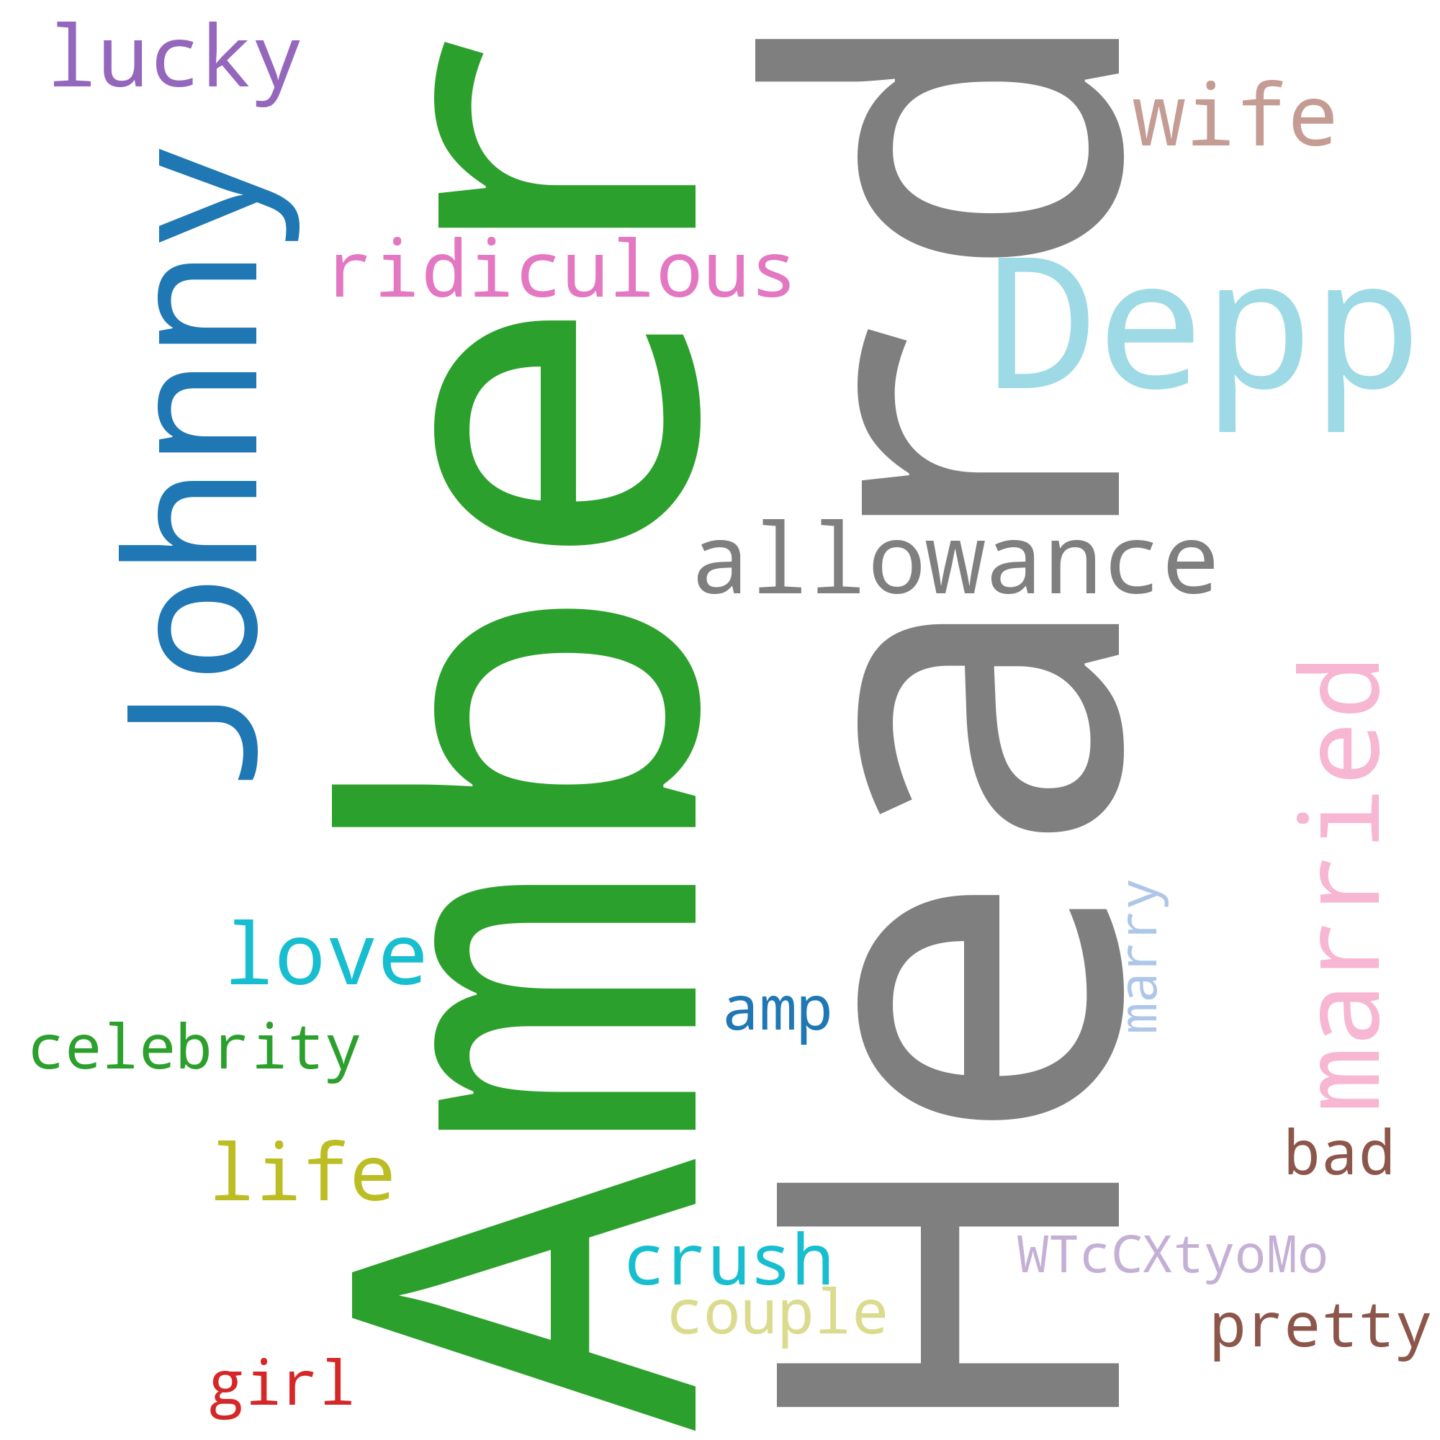 lucky
wife
Johnny
Amber
Heard
ridiculous
Depp
allowance
married
marry
love
amp
celebrity
life
bad
crush
WTcCXtyoMo
couple
pretty
girl